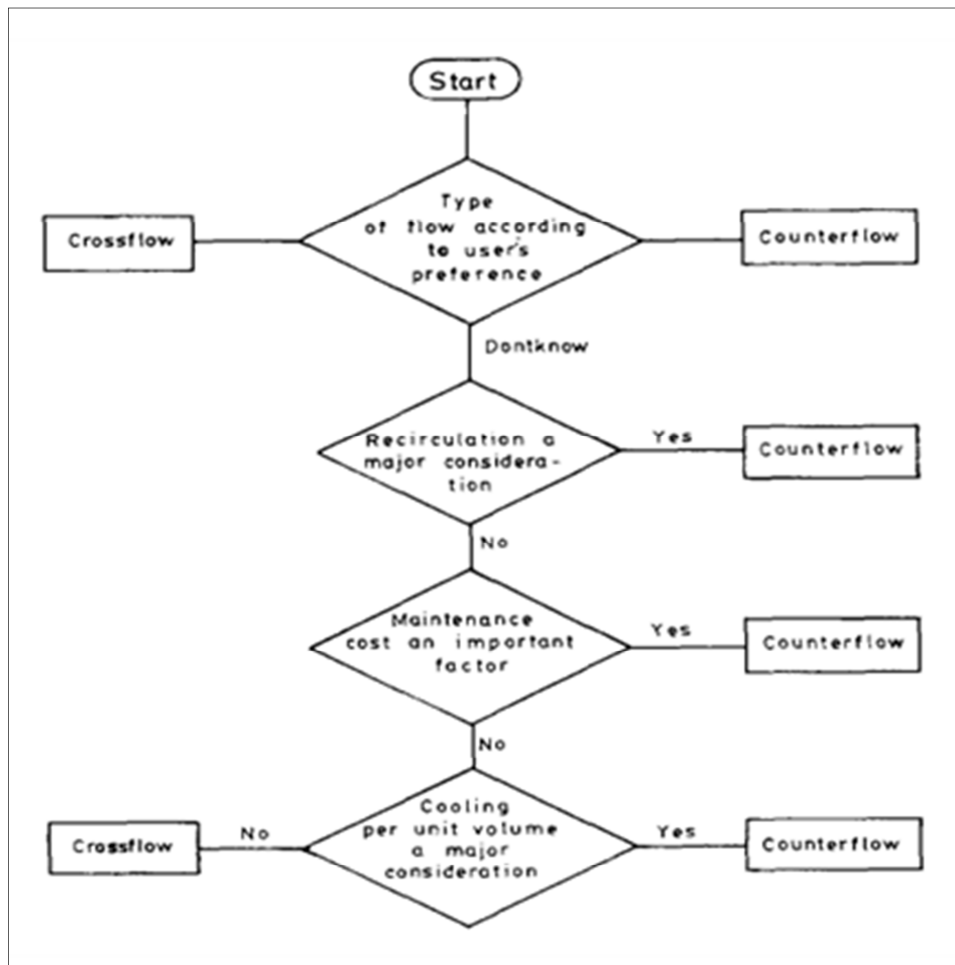 Start
Type
of flow according
to user's
preference
Crossflow
Counterflow
Dontknow
Recirulation a
major considera-
tion
Yes
Counterflow
No
Maintenance
cost an important
factor
Yes
Counterflow
No
Cooling
per unit volume
a major
consideration
No
Crossflow
Yes
Counterflow